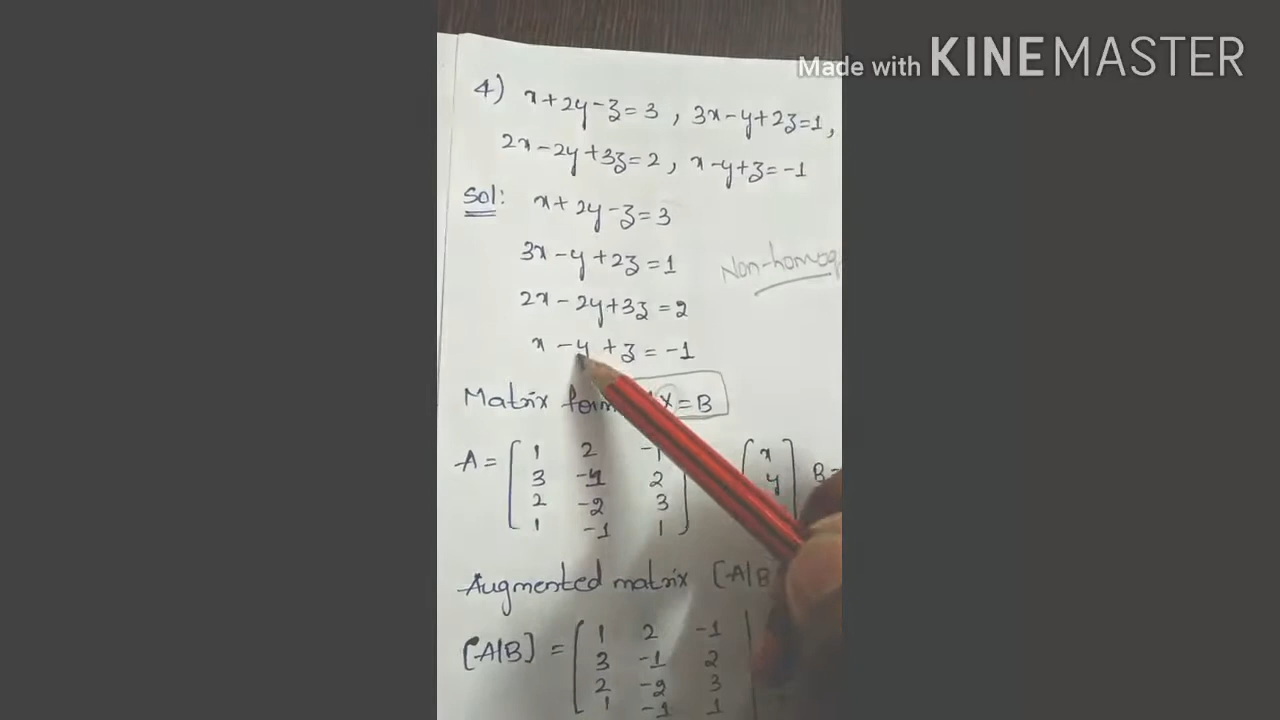 Made with KINEMASTER
4) x+2y-z=3 , 3x-y+2z=1,
2x-2y+3z=2, x-y+z=-1
Sol: x+2y-z=3
3x-y+2z=1
Non-homog
2x-2y+3z=2
x-y+z=-1
Matrix X=B
A= [ 1 2 -1
3 -1 2
2 -2 3
1 -1 1 ]
[ x
y ] B=
Augmented matrix [A|B
[A|B] = [ 1 2 -1
3 -1 2
2 -2 3
1 -1 1